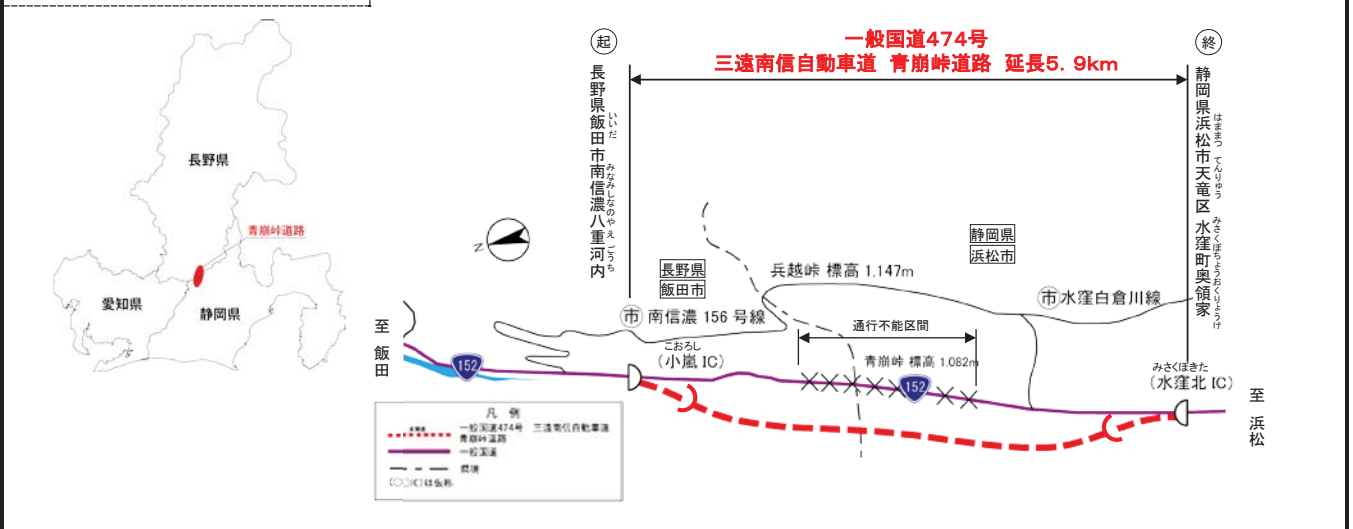 長野県
青崩峠道路
愛知県
静岡県
起
長野県飯田市南信濃八重河内
いいだ
みなみしなのやえごうち
一般国道474号
三遠南信自動車道 青崩峠道路 延長5.9km
終
静岡県浜松市天竜区 水窪町奥領家
はままつ てんりゅう
みさくぼちょうおくりょうけ
N
長野県
飯田市
静岡県
浜松市
兵越峠 標高 1,147m
市 南信濃 156 号線
市 水窪白倉川線
通行不能区間
こおろし
(小嵐 IC)
青崩峠 標高 1,082m
みさくぼきた
(水窪北 IC)
至 飯田
152
152
至 浜松
凡 例
一般国道474号 三遠南信自動車道
青崩峠道路
一般国道
県境
(○○IC)は仮称